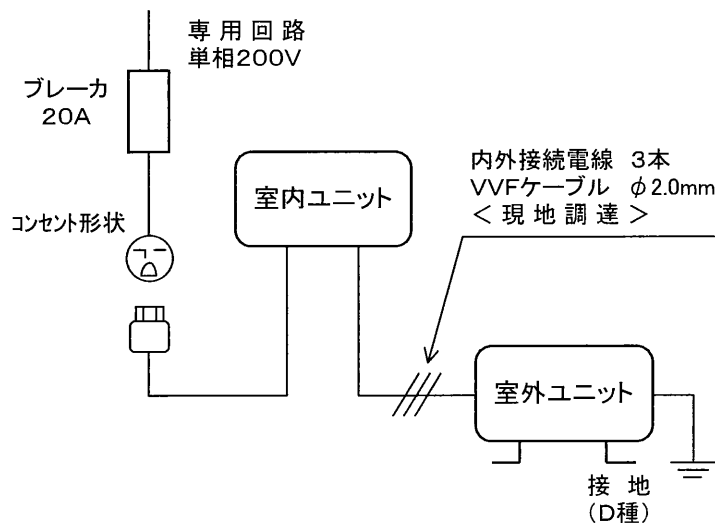 専用回路
単相200V
ブレーカ
20A
コンセント形状
室内ユニット
内外接続電線 3本
VVFケーブル φ2.0mm
＜現地調達＞
室外ユニット
接地
（D種）